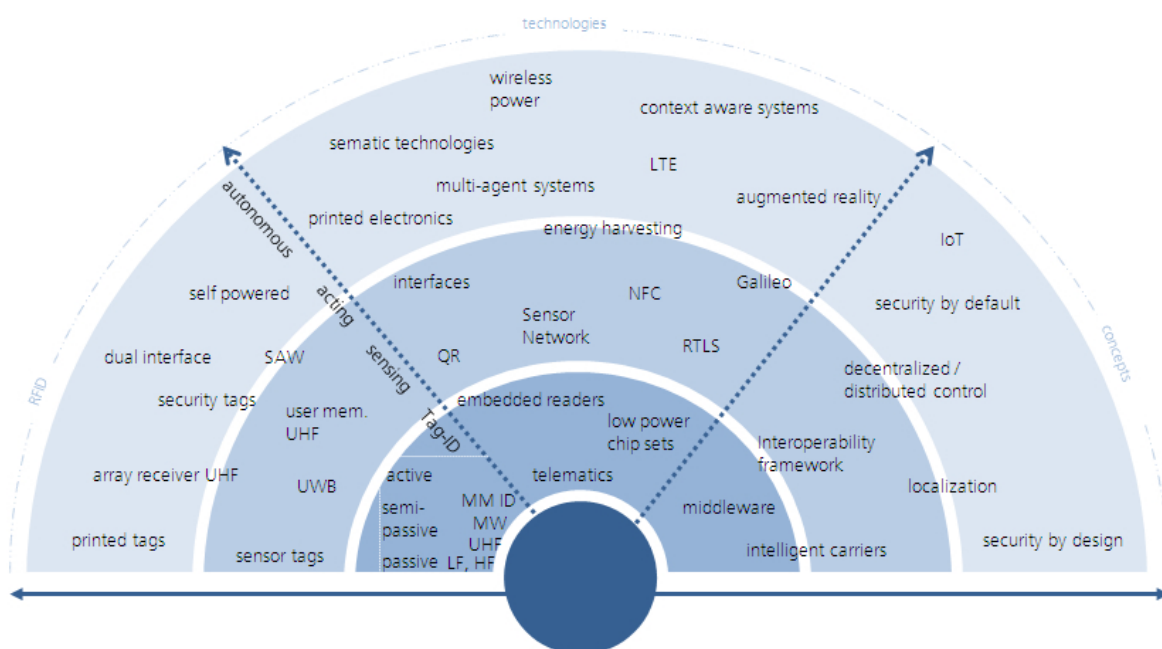 technologies
wireless
power
context aware systems
sematic technologies
LTE
multi-agent systems
augmented reality
autonomous
printed electronics
energy harvesting
IoT
interfaces
NFC
Galileo
self powered
acting
security by default
Sensor
Network
RTLS
concepts
dual interface
SAW
QR
sensing
decentralized /
distributed control
RFID
security tags
user mem.
UHF
embedded readers
Tag-ID
low power
chip sets
Interoperability
framework
array receiver UHF
UWB
active
telematics
localization
semi-
passive
MM ID
MW
UHF
middleware
printed tags
sensor tags
passive
LF, HF
intelligent carriers
security by design